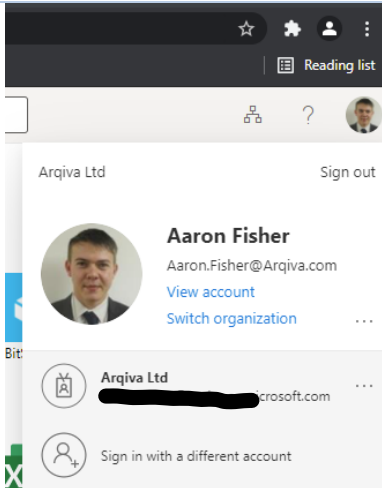 Reading list
Arqiva Ltd
Sign out
Aaron Fisher
Aaron.Fisher@Arqiva.com
View account
Switch organization
Arqiva Ltd
crosoft.com
Sign in with a different account